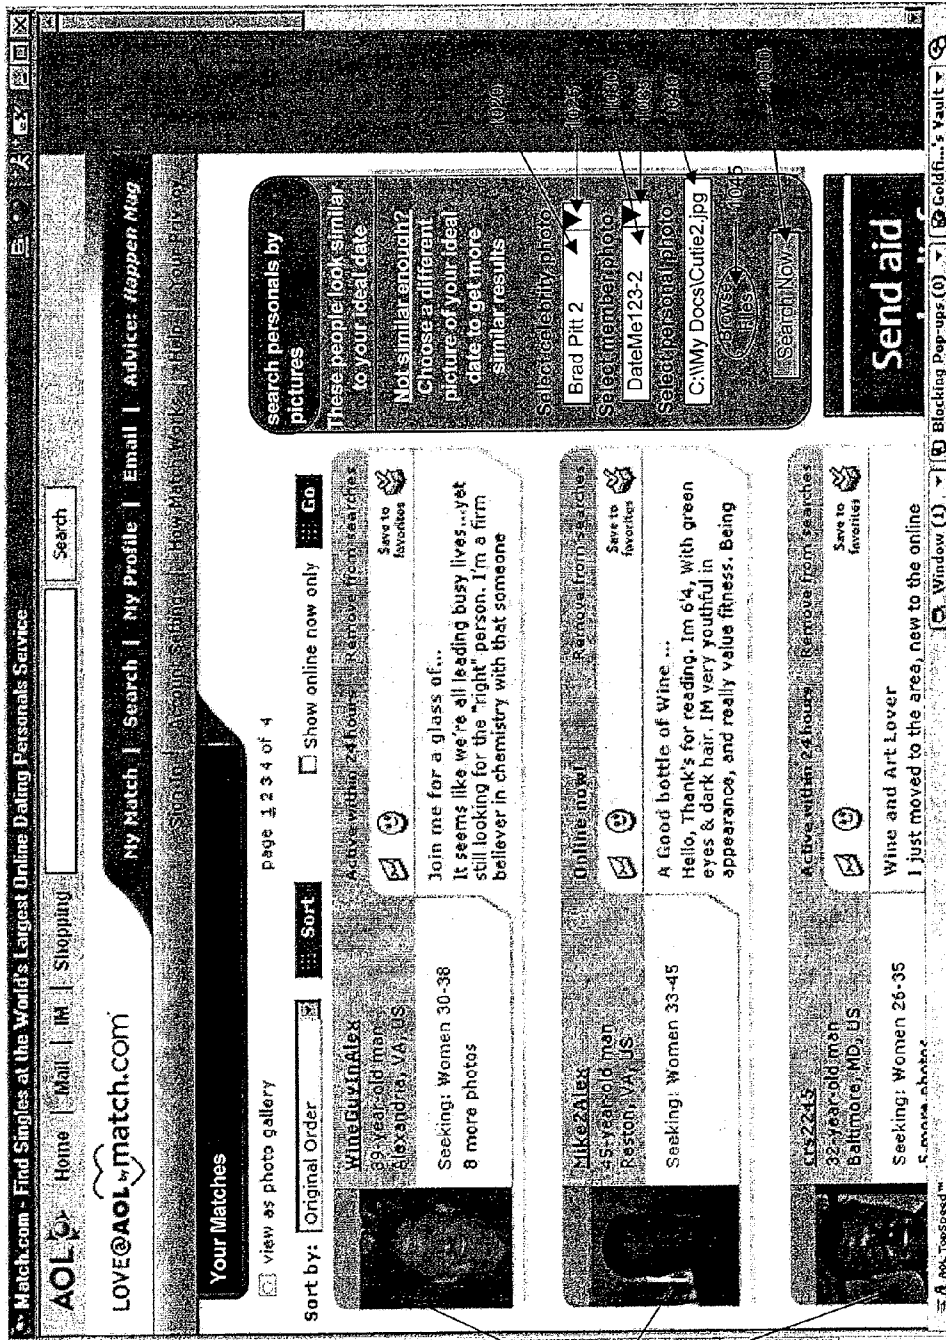 Match.com - Find Singles at the World's Largest Online Dating Personals Service
AOL Home | Mail | IM | Shopping Search
LOVE@AOL by match.com
My Match | Search | My Profile | Email | Advice: Happen Mag
Account Settings | How Match Works | Help | Your Privacy
Your Matches
view as photo gallery
page 1 2 3 4 of 4
Sort by: Original Order Sort
Show online now only Go
WineGuyInAlex
39-year-old man
Alexandria, VA, US
Active within 24 hours Remove from searches
Save to
favorites
Seeking: Women 30-38
8 more photos
Join me for a glass of...
It seems like we're all leading busy lives...yet
still looking for the "right" person. I'm a firm
believer in chemistry with that someone
Mike2Alex
45-year-old man
Reston, VA, US
Online now! Remove from searches
Save to
favorites
Seeking: Women 33-45
A Good bottle of Wine ...
Hello, Thank's for reading. Im 6'4, With green
eyes & dark hair. IM very youthful in
appearance, and really value fitness. Being
crs2245
32-year-old man
Baltimore, MD, US
Active within 24 hours Remove from searches
Save to
favorites
Seeking: Women 26-35
5 more photos
Wine and Art Lover
I just moved to the area, new to the online
search personals by
pictures
These people look similar
to your ideal date
Not similar enough?
Choose a different
picture of your ideal
date to get more
similar results
Select celebrity photo
Brad Pitt 2
Select member photo
DateMe123-2
Select personal photo
C:\\My Docs\Cutie2.jpg
Browse
Files
1045
Search Now
Send aid
AOL TopSpeed™
Window (1)
Blocking Popups (0)
Goldfi...'s Vault